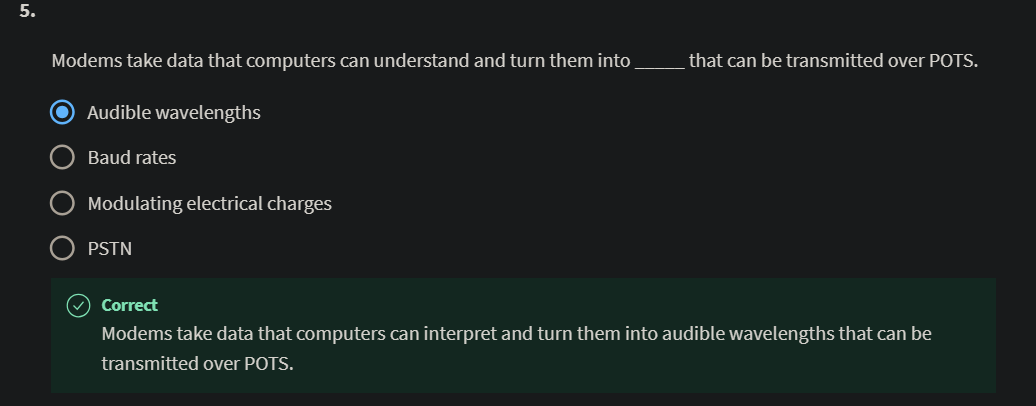 5.
Modems take data that computers can understand and turn them into _____ that can be transmitted over POTS.
Audible wavelengths
Baud rates
Modulating electrical charges
PSTN
Correct
Modems take data that computers can interpret and turn them into audible wavelengths that can be
transmitted over POTS.